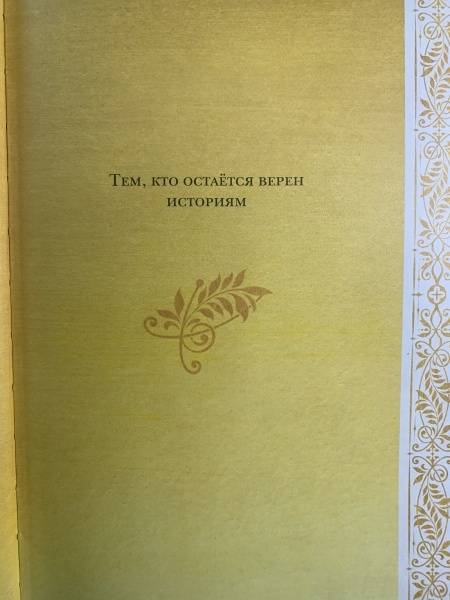 Тем, кто остаётся верен
историям